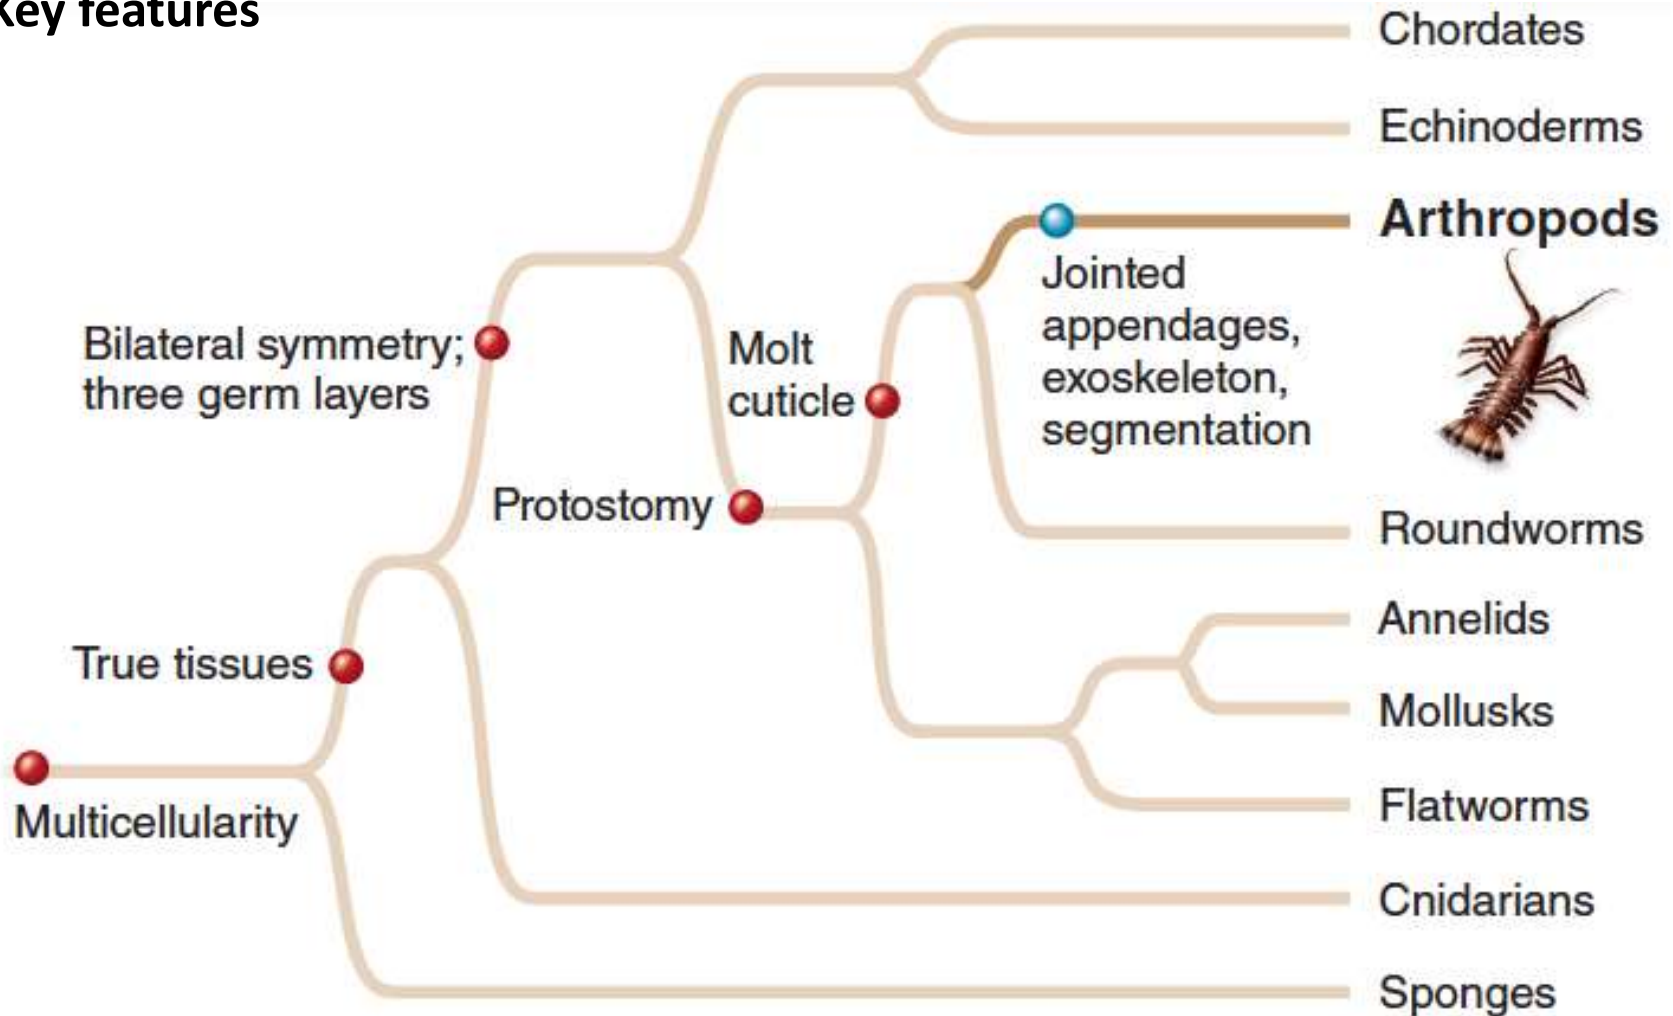 Key features
Chordates
Echinoderms
Arthropods
Jointed
appendages,
exoskeleton,
segmentation
Bilateral symmetry;
three germ layers
Molt
cuticle
Protostomy
Roundworms
Annelids
True tissues
Mollusks
Multicellularity
Flatworms
Cnidarians
Sponges